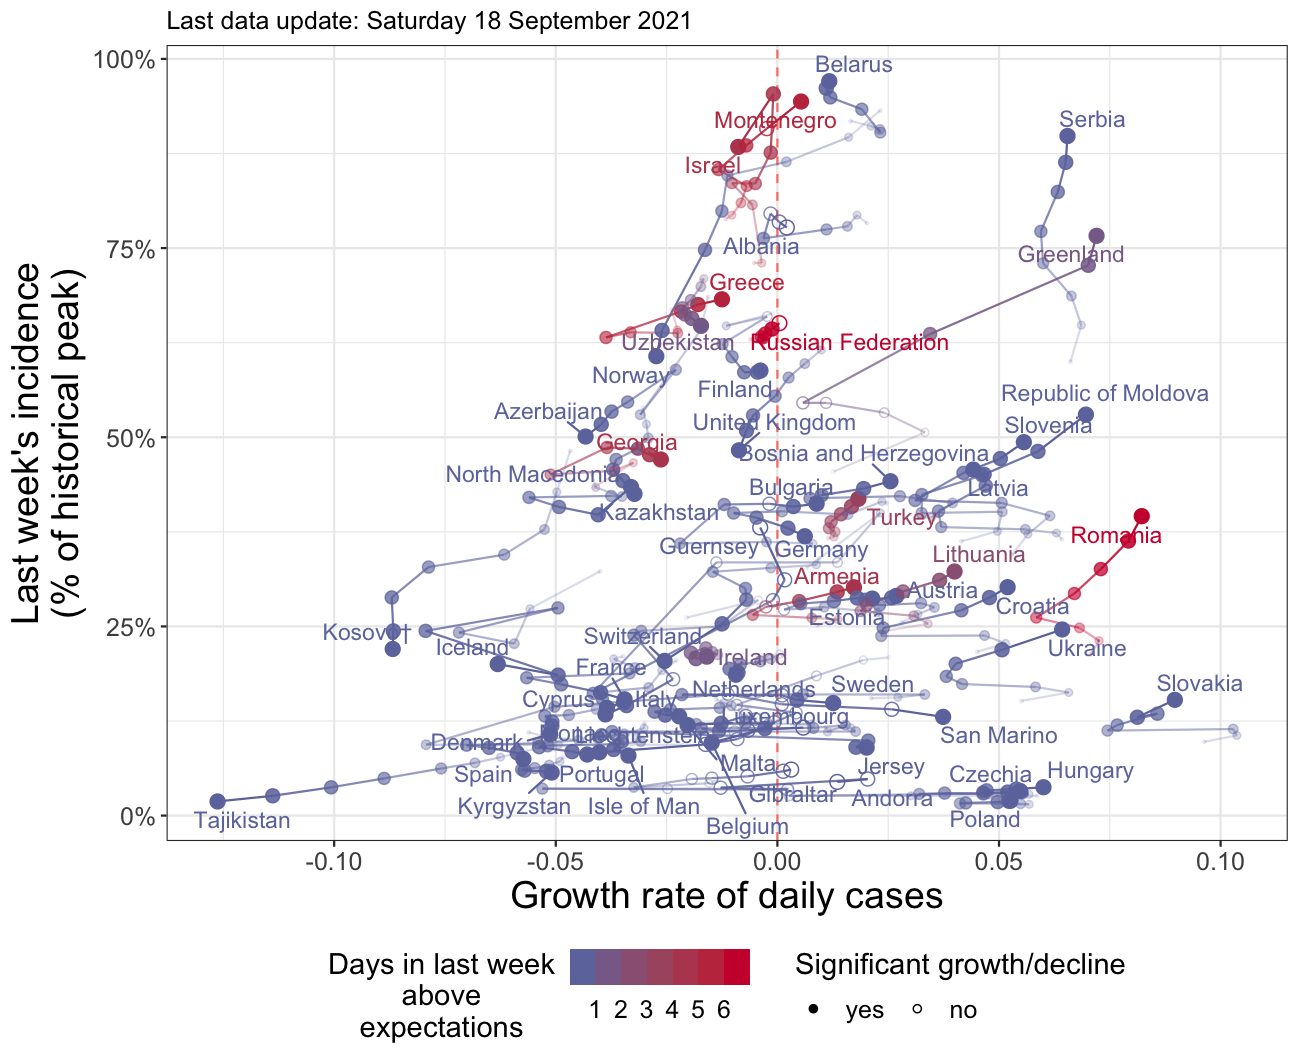 Last data update: Saturday 18 September 2021
100%
75%
50%
25%
0%
Last week's incidence
(% of historical peak)
Belarus
Serbia
Montenegro
Israel
Albania
Greenland
Greece
Uzbekistan
Russian Federation
Norway
Finland
Republic of Moldova
Azerbaijan
United Kingdom
Slovenia
Georgia
Bosnia and Herzegovina
North Macedonia
Bulgaria
Latvia
Kazakhstan
Turkey
Romania
Guernsey
Germany
Lithuania
Armenia
Austria
Croatia
Estonia
Kosovo
Switzerland
Iceland
Ukraine
France
Ireland
Cyprus
Italy
Netherlands
Sweden
Slovakia
Luxembourg
Denmark
Monaco
Liechtenstein
San Marino
Spain
Portugal
Malta
Jersey
Czechia
Hungary
Kyrgyzstan
Isle of Man
Gibraltar
Andorra
Tajikistan
Belgium
Poland
-0.10
-0.05
0.00
0.05
0.10
Growth rate of daily cases
Days in last week
above
expectations
1 2 3 4 5 6
Significant growth/decline
yes
no